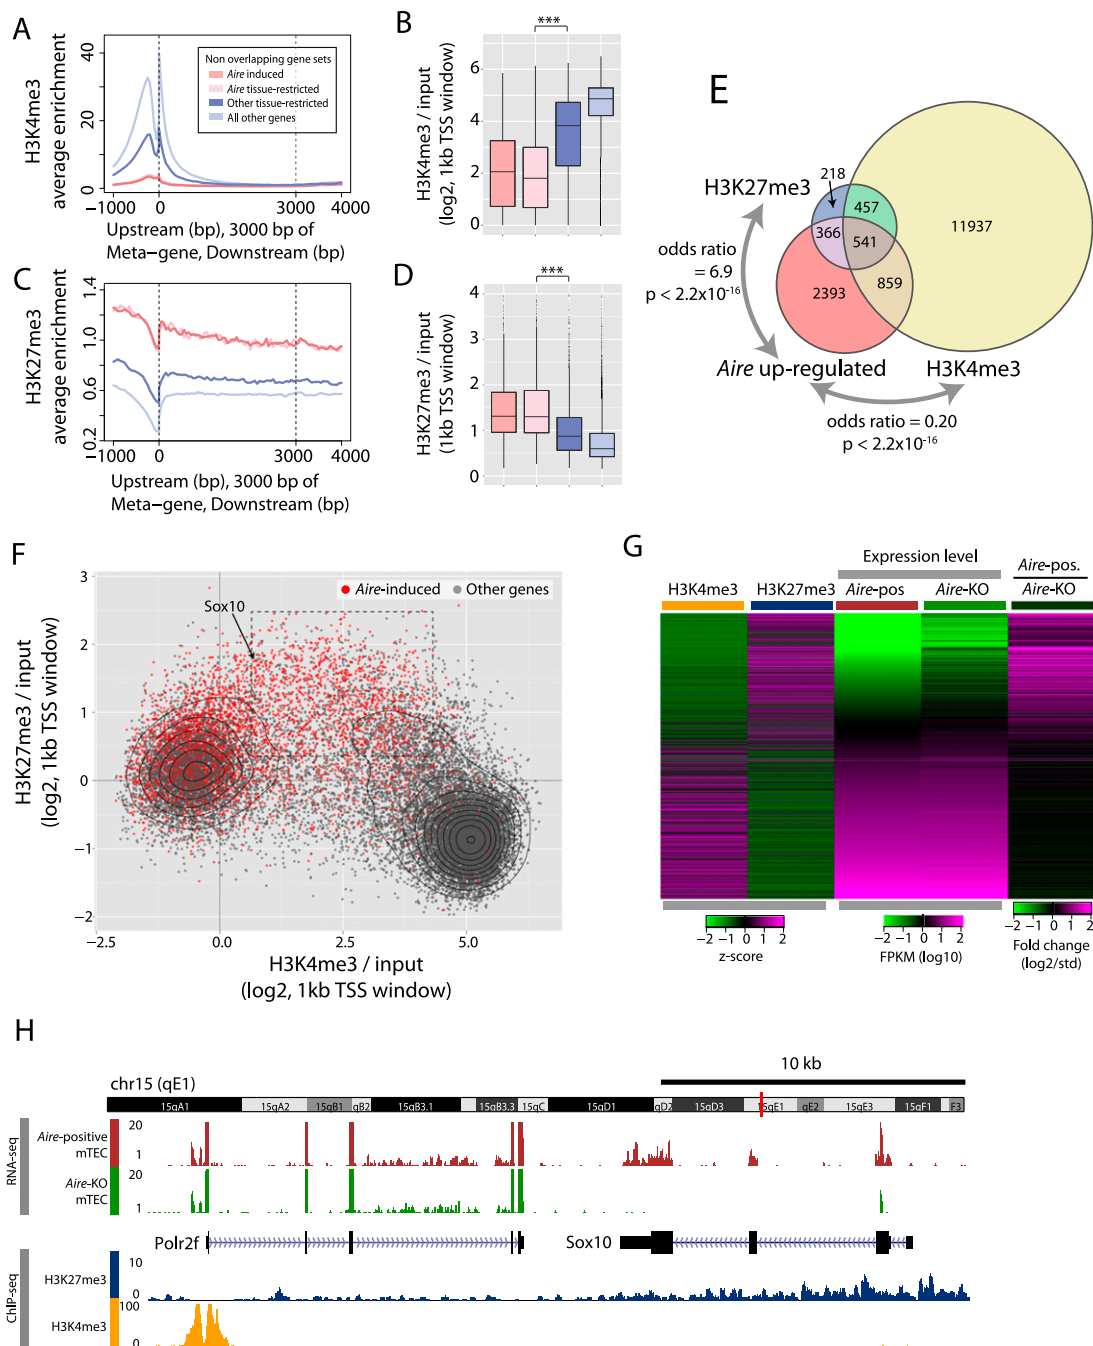 A
H3K4me3
average enrichment
40
20
0
Non overlapping gene sets
Aire induced
Aire tissue-restricted
Other tissue-restricted
All other genes
−1000
0
3000
4000
Upstream (bp), 3000 bp of
Meta−gene, Downstream (bp)
B
***
H3K4me3 / input
(log2, 1kb TSS window)
6
4
2
0
C
H3K27me3
average enrichment
1.4
1.0
0.6
0.2
−1000
0
3000
4000
Upstream (bp), 3000 bp of
Meta−gene, Downstream (bp)
D
***
H3K27me3 / input
(1kb TSS window)
4
3
2
1
0
E
H3K27me3
218
457
366
541
11937
859
2393
odds ratio
= 6.9
p < 2.2x10-16
Aire up-regulated
H3K4me3
odds ratio = 0.20
p < 2.2x10-16
F
H3K27me3 / input
(log2, 1kb TSS window)
3
2
1
0
−1
−2
Aire-induced
Other genes
Sox10
−2.5
0.0
2.5
5.0
H3K4me3 / input
(log2, 1kb TSS window)
G
Expression level
Aire-pos.
Aire-KO
H3K4me3
H3K27me3
Aire-pos
Aire-KO
−2 −1 0 1 2
z-score
−2 −1 0 1 2
FPKM (log10)
−2 −1 0 1 2
Fold change
(log2/std)
H
10 kb
chr15 (qE1)
15qA1
15qA2
15qB1
qB2
15qB3.1
15qB3.3
15qC
15qD1
qD2
15qD3
15qE1
qE2
15qE3
15qF1
F3
RNA-seq
Aire-positive
mTEC
20
1
Aire-KO
mTEC
20
1
Polr2f
Sox10
ChIP-seq
H3K27me3
10
0
H3K4me3
100
0